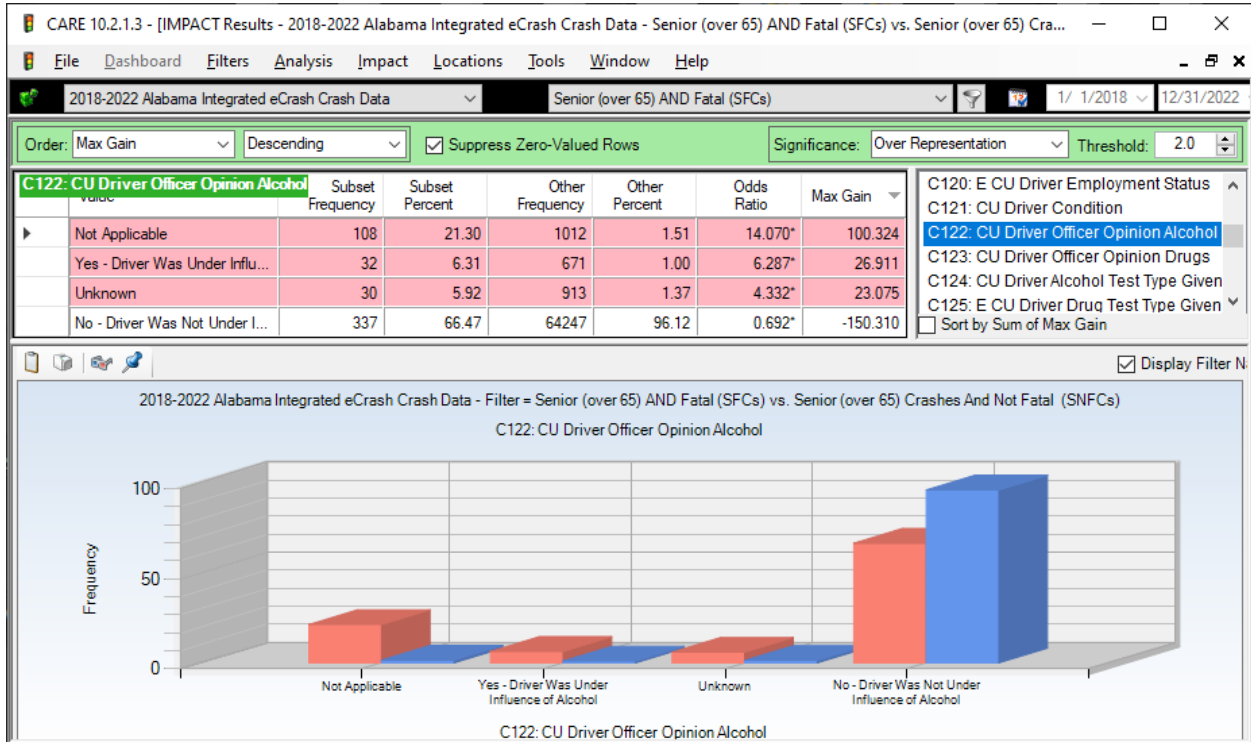 CARE 10.2.1.3 - [IMPACT Results - 2018-2022 Alabama Integrated eCrash Crash Data - Senior (over 65) AND Fatal (SFCs) vs. Senior (over 65) Cra...
File Dashboard Filters Analysis Impact Locations Tools Window Help
2018-2022 Alabama Integrated eCrash Crash Data Senior (over 65) AND Fatal (SFCs) 1/ 1/2018 12/31/2022
Order: Max Gain Descending Suppress Zero-Valued Rows Significance: Over Representation Threshold: 2.0
C122: CU Driver Officer Opinion Alcohol Subset Frequency Subset Percent Other Frequency Other Percent Odds Ratio Max Gain
Not Applicable 108 21.30 1012 1.51 14.070* 100.324
Yes - Driver Was Under Influ... 32 6.31 671 1.00 6.287* 26.911
Unknown 30 5.92 913 1.37 4.332* 23.075
No - Driver Was Not Under I... 337 66.47 64247 96.12 0.692* -150.310
C120: E CU Driver Employment Status
C121: CU Driver Condition
C122: CU Driver Officer Opinion Alcohol
C123: CU Driver Officer Opinion Drugs
C124: CU Driver Alcohol Test Type Given
C125: E CU Driver Drug Test Type Given
Sort by Sum of Max Gain
Display Filter N
2018-2022 Alabama Integrated eCrash Crash Data - Filter = Senior (over 65) AND Fatal (SFCs) vs. Senior (over 65) Crashes And Not Fatal (SNFCs)
C122: CU Driver Officer Opinion Alcohol
100
50
0
Frequency
Not Applicable
Yes - Driver Was Under
Influence of Alcohol
Unknown
No - Driver Was Not Under
Influence of Alcohol
C122: CU Driver Officer Opinion Alcohol